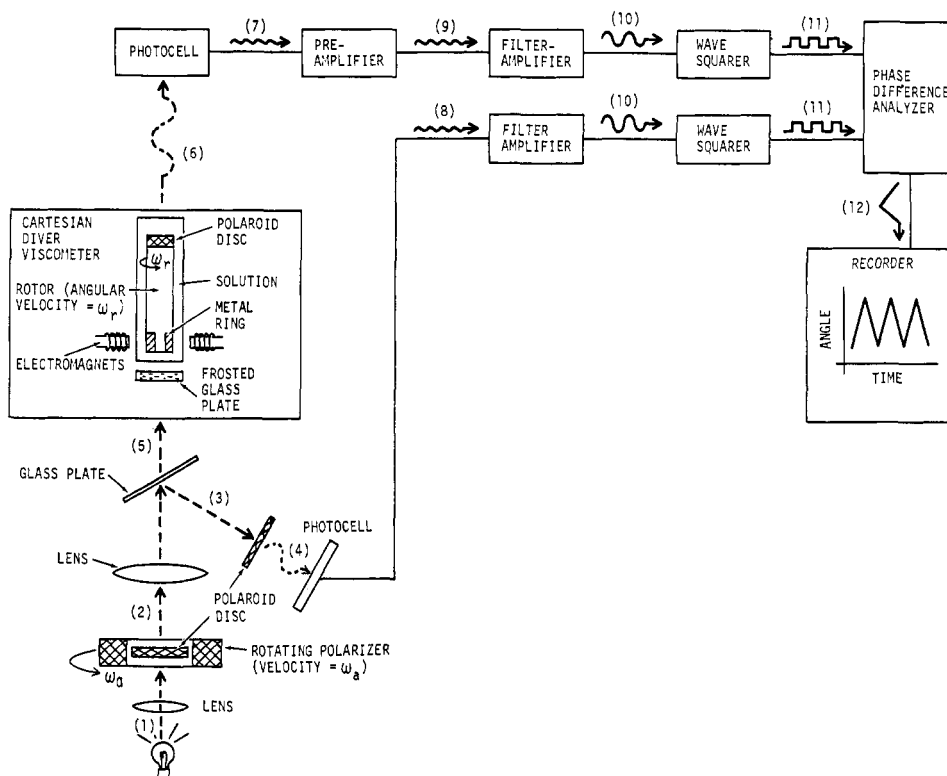 (7)
(9)
(10)
(11)
PHOTOCELL
PRE-
AMPLIFIER
FILTER-
AMPLIFIER
WAVE
SQUARER
PHASE
DIFFERENCE
ANALYZER
(8)
(10)
(11)
FILTER
AMPLIFIER
WAVE
SQUARER
(6)
(12)
CARTESIAN
DIVER
VISCOMETER
POLAROID
DISC
ωr
SOLUTION
ROTOR (ANGULAR
VELOCITY = ωr)
METAL
RING
ELECTROMAGNETS
FROSTED
GLASS
PLATE
RECORDER
ANGLE
TIME
(5)
GLASS PLATE
(3)
PHOTOCELL
(4)
LENS
(2)
POLAROID
DISC
ROTATING POLARIZER
(VELOCITY = ωa)
ωa
LENS
(1)